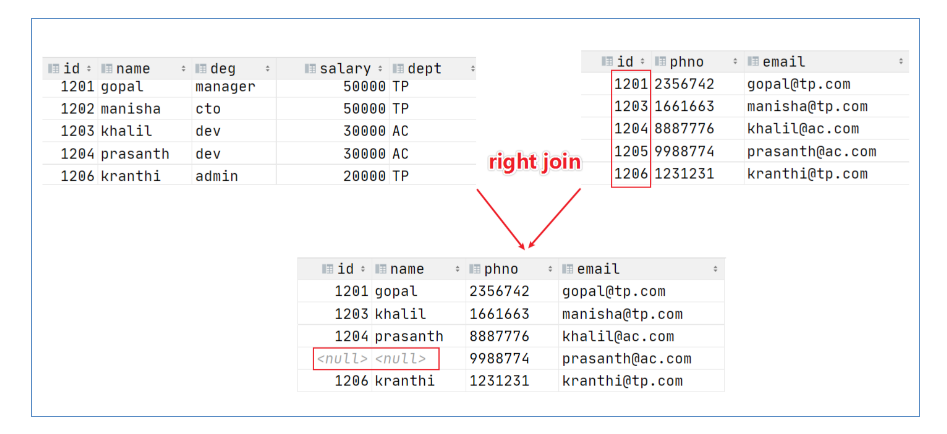 id name deg salary dept
1201 gopal manager 50000 TP
1202 manisha cto 50000 TP
1203 khalil dev 30000 AC
1204 prasanth dev 30000 AC
1206 kranthi admin 20000 TP
id phno email
1201 2356742 gopal@tp.com
1203 1661663 manisha@tp.com
1204 8887776 khalil@ac.com
1205 9988774 prasanth@ac.com
1206 1231231 kranthi@tp.com
right join
id name phno email
1201 gopal 2356742 gopal@tp.com
1203 khalil 1661663 manisha@tp.com
1204 prasanth 8887776 khalil@ac.com
<null> <null> 9988774 prasanth@ac.com
1206 kranthi 1231231 kranthi@tp.com